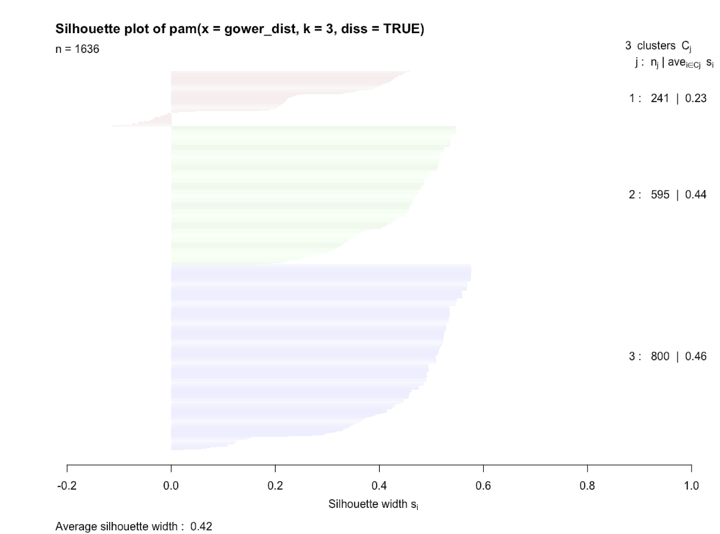 Silhouette plot of pam(x = gower_dist, k = 3, diss = TRUE)
n = 1636
3 clusters Cj
j : nj | avei∈Cj si
1 : 241 | 0.23
2 : 595 | 0.44
3 : 800 | 0.46
-0.2 0.0 0.2 0.4 0.6 0.8 1.0
Silhouette width si
Average silhouette width : 0.42